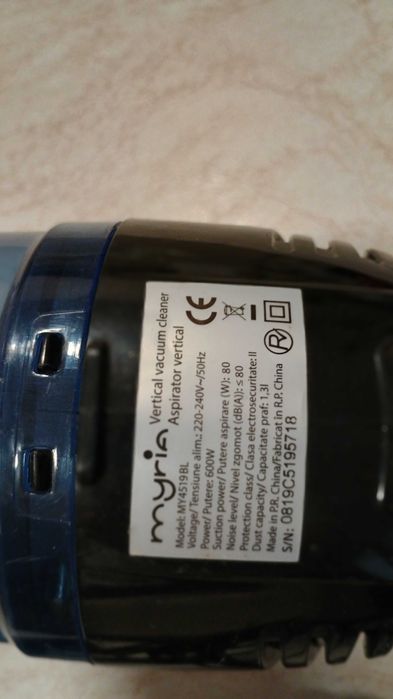 myria
Vertical vacuum cleaner
Aspirator vertical
Model: MY4519BL
Voltage/ Tensiune alim.: 220-240V~/50Hz
Power/ Putere: 600W
Suction power/ Putere aspirare (W): 80
Noise level/ Nivel zgomot (dB(A)): ≤ 80
Protection class/ Clasa electrosecuritate: II
Dust capacity/ Capacitate praf: 1,3l
Made in P.R. China/Fabricat in R.P. China
S/N: 0819C5195718
CE